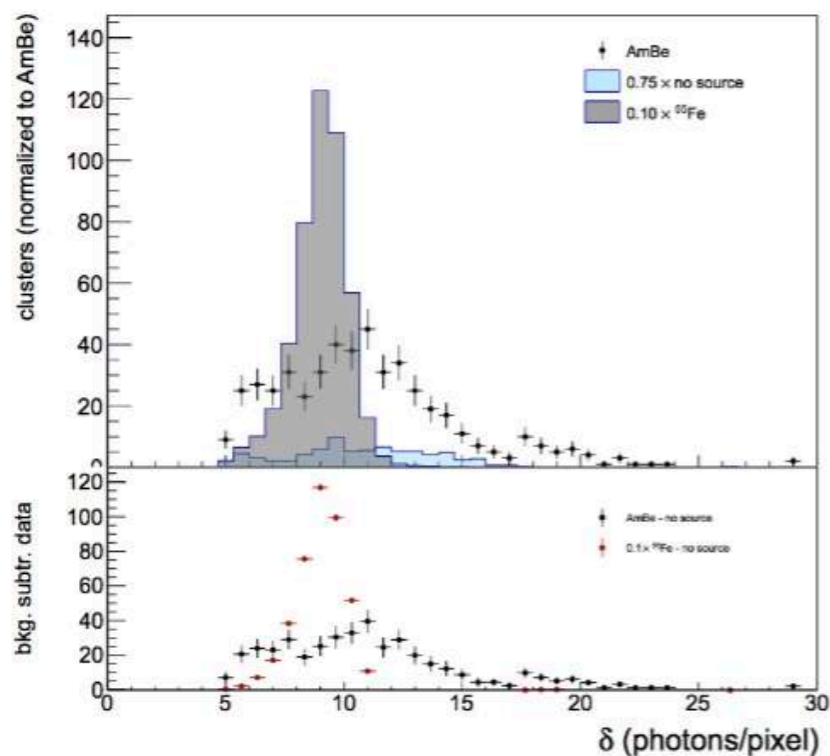 clusters (normalized to AmBe)
140
120
100
80
60
40
20
0
AmBe
0.75 × no source
0.10 × ⁵⁵Fe
bkg. subtr. data
120
100
80
60
40
20
0
AmBe - no source
0.1× ⁵⁵Fe - no source
0 5 10 15 20 25 30
δ (photons/pixel)